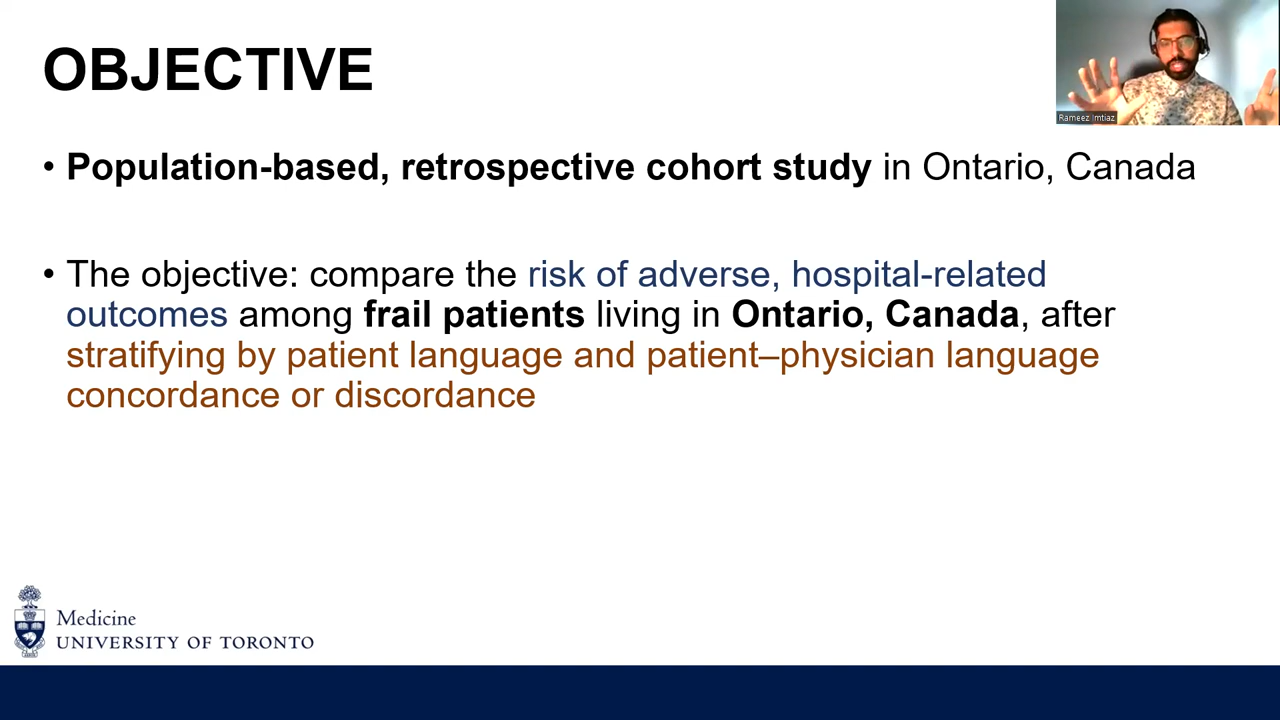 OBJECTIVE
Rameez Imtiaz
• Population-based, retrospective cohort study in Ontario, Canada
• The objective: compare the risk of adverse, hospital-related
outcomes among frail patients living in Ontario, Canada, after
stratifying by patient language and patient–physician language
concordance or discordance
Medicine
UNIVERSITY OF TORONTO